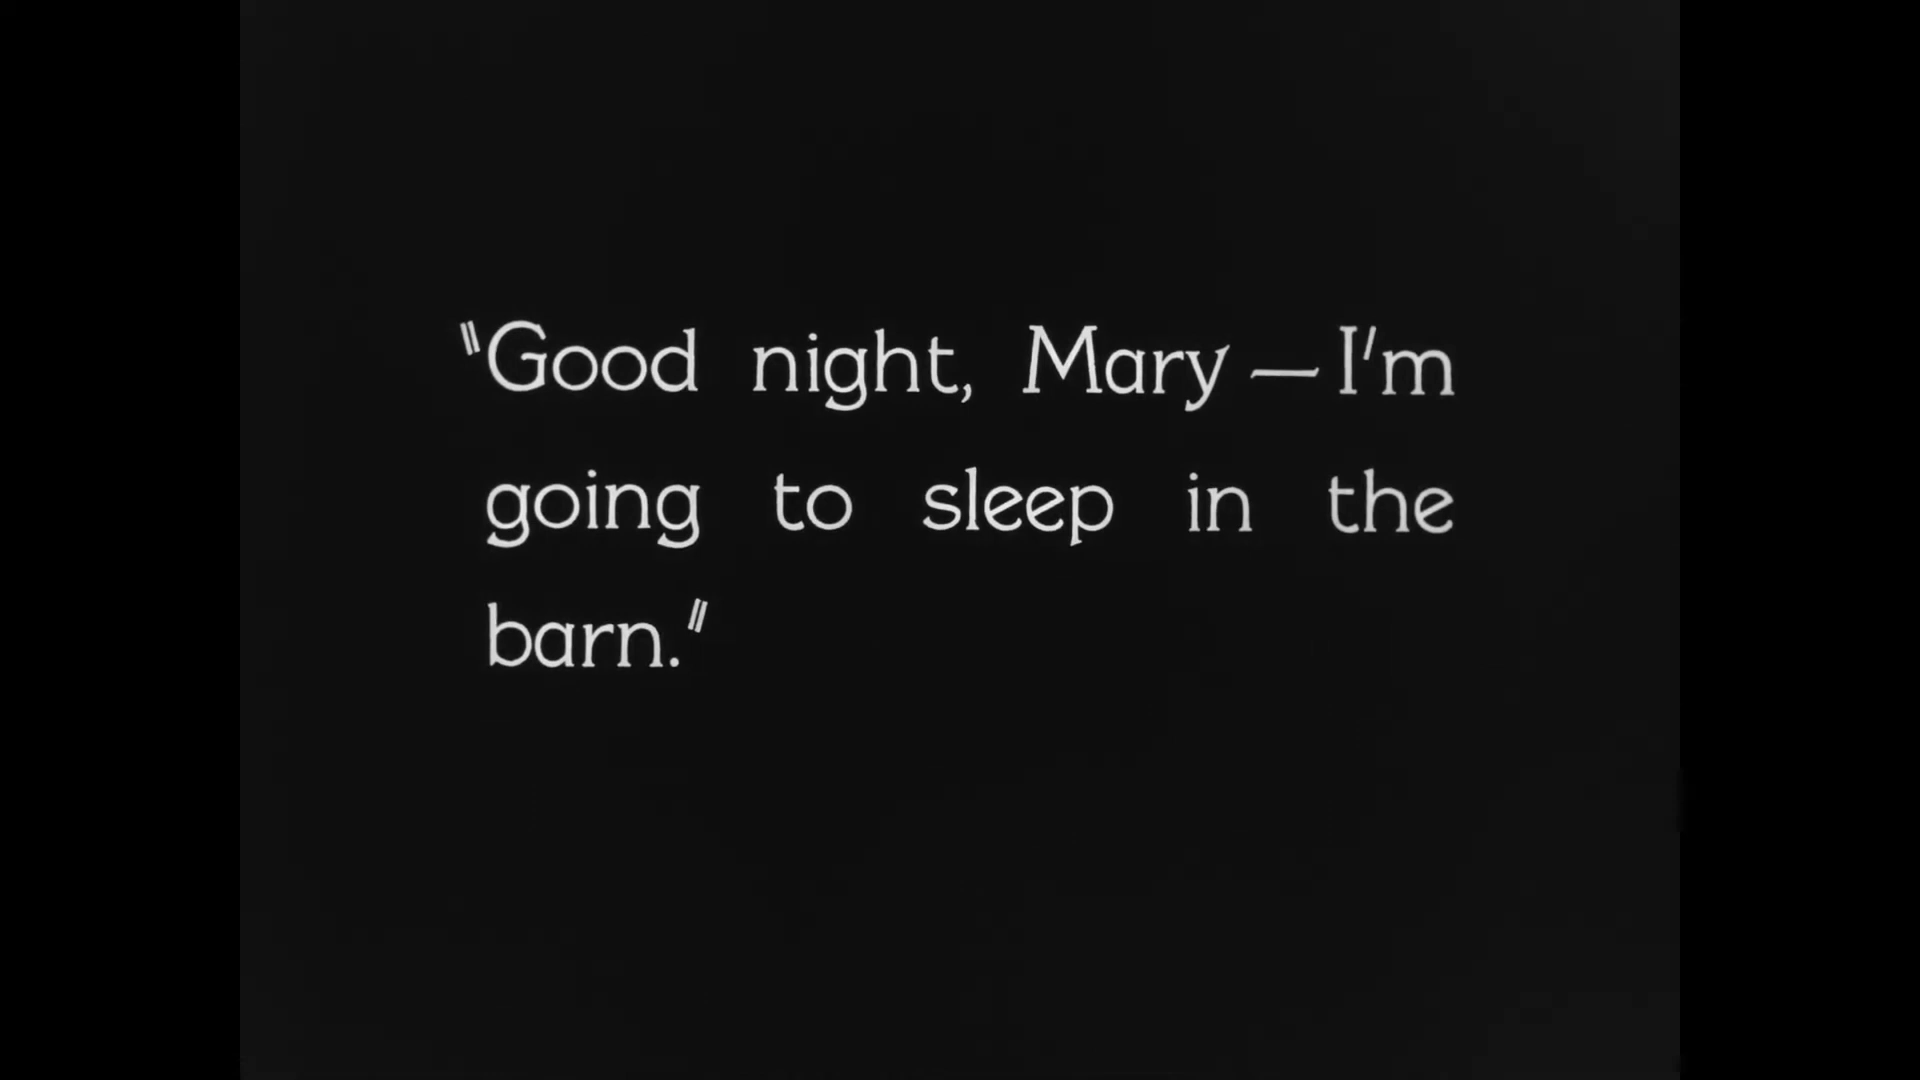 "Good night, Mary — I'm
going to sleep in the
barn."